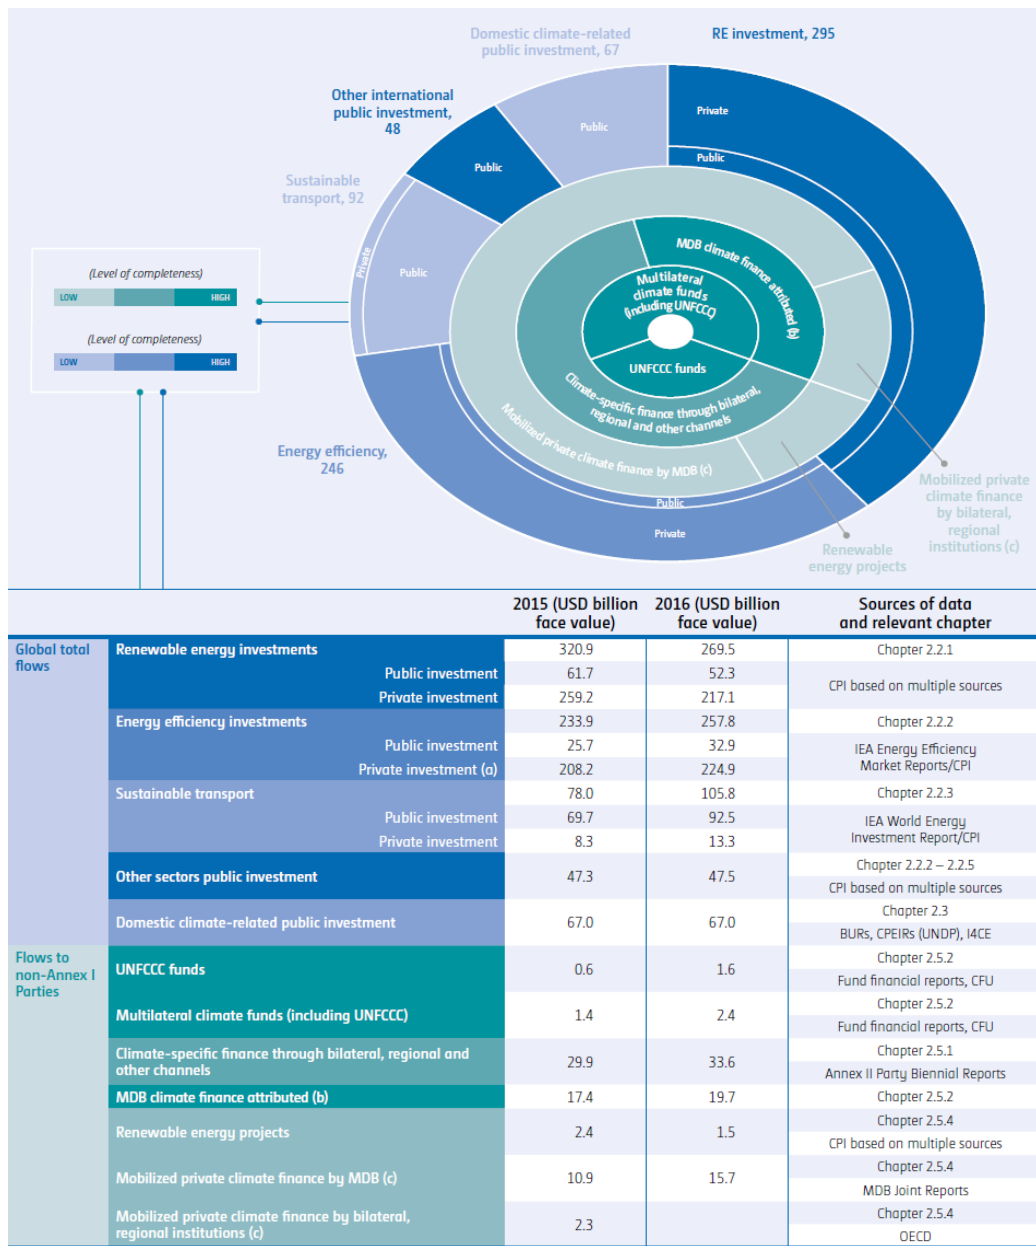 Domestic climate-related
public investment, 67
RE investment, 295
Other international
public investment,
48
Public
Private
Public
Public
Sustainable
transport, 92
Private
Public
(Level of completeness)
LOW
HIGH
(Level of completeness)
LOW
HIGH
MDB climate finance attributed (b)
Multilateral
climate funds
(including UNFCCC)
UNFCCC funds
Climate-specific finance through bilateral,
regional and other channels
Mobilized private climate finance by MDB (c)
Energy efficiency,
246
Public
Private
Mobilized private
climate finance
by bilateral,
regional
institutions (c)
Renewable
energy projects
2015 (USD billion
face value)
2016 (USD billion
face value)
Sources of data
and relevant chapter
Global total
flows
Renewable energy investments 320.9 269.5 Chapter 2.2.1
Public investment 61.7 52.3
CPI based on multiple sources
Private investment 259.2 217.1
Energy efficiency investments 233.9 257.8 Chapter 2.2.2
Public investment 25.7 32.9
IEA Energy Efficiency
Market Reports/CPI
Private investment (a) 208.2 224.9
Sustainable transport 78.0 105.8 Chapter 2.2.3
Public investment 69.7 92.5
IEA World Energy
Investment Report/CPI
Private investment 8.3 13.3
Other sectors public investment 47.3 47.5
Chapter 2.2.2 – 2.2.5
CPI based on multiple sources
Domestic climate-related public investment 67.0 67.0
Chapter 2.3
BURs, CPEIRs (UNDP), I4CE
Flows to
non-Annex I
Parties
UNFCCC funds 0.6 1.6
Chapter 2.5.2
Fund financial reports, CFU
Multilateral climate funds (including UNFCCC) 1.4 2.4
Chapter 2.5.2
Fund financial reports, CFU
Climate-specific finance through bilateral, regional and
other channels 29.9 33.6
Chapter 2.5.1
Annex II Party Biennial Reports
MDB climate finance attributed (b) 17.4 19.7 Chapter 2.5.2
Renewable energy projects 2.4 1.5
Chapter 2.5.4
CPI based on multiple sources
Mobilized private climate finance by MDB (c) 10.9 15.7
Chapter 2.5.4
MDB Joint Reports
Mobilized private climate finance by bilateral,
regional institutions (c) 2.3
Chapter 2.5.4
OECD